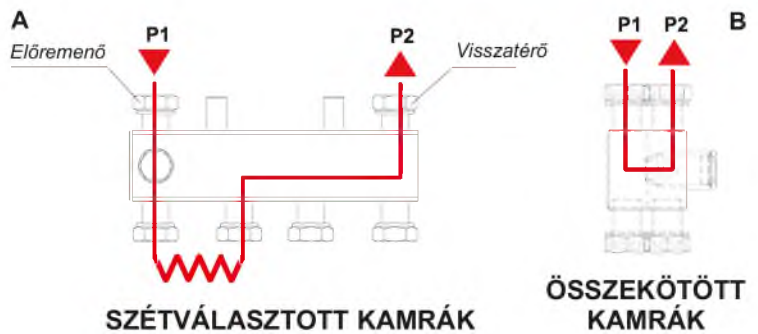 A
P1
P2
Előremenő
Visszatérő
SZÉTVÁLASZTOTT KAMRÁK
P1 P2
B
ÖSSZEKÖTÖTT
KAMRÁK